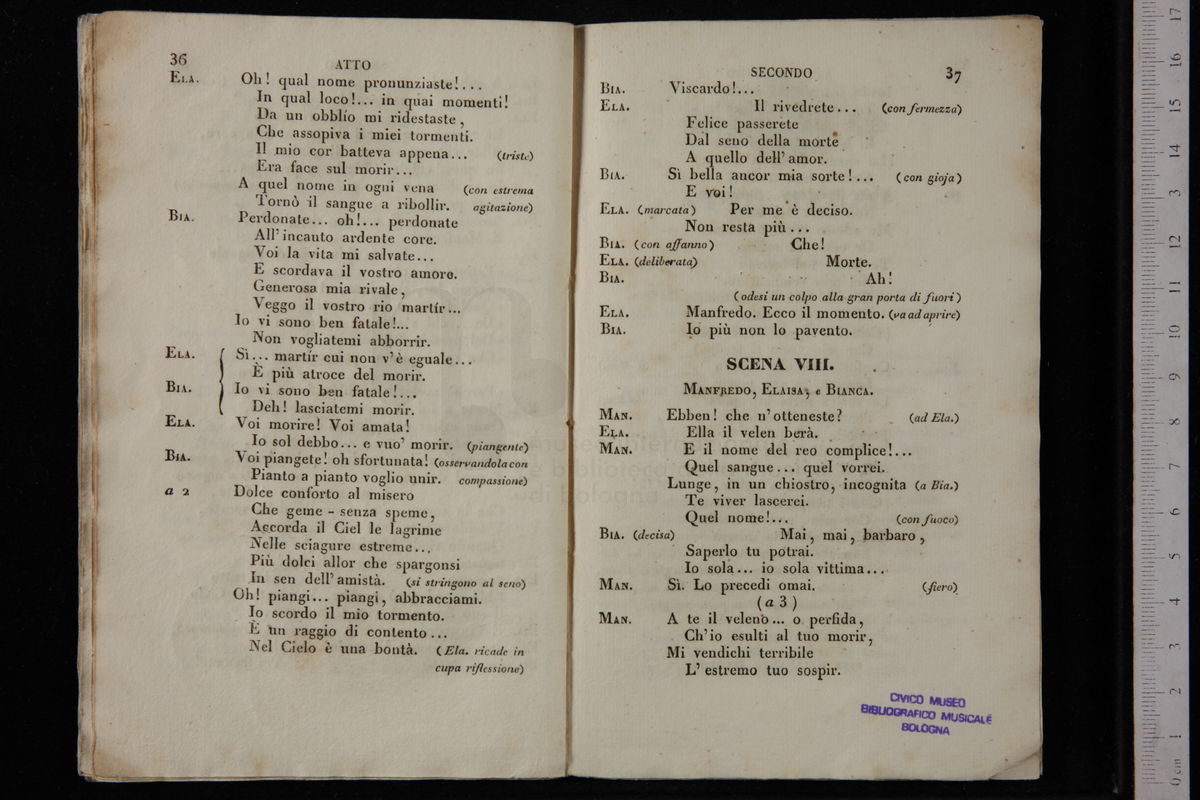 36
ATTO
ELA. Oh! qual nome pronunziaste!...
In qual loco!... in quai momenti!
Da un obblío mi ridestaste,
Che assopiva i miei tormenti.
Il mio cor batteva appena... (triste)
Era face sul morir...
A quel nome in ogni vena (con estrema
Tornò il sangue a ribollir. agitazione)
BIA. Perdonate... oh!... perdonate
All' incauto ardente core.
Voi la vita mi salvate...
E scordava il vostro amore.
Generosa mia rivale,
Veggo il vostro rio martír...
Io vi sono ben fatale!...
Non vogliatemi abborrir.
ELA. Sì... martír cui non v'è eguale...
È più atroce del morir.
BIA. Io vi sono ben fatale!...
Deh! lasciatemi morir.
ELA. Voi morire! Voi amata!
Io sol debbo... e vuo' morir. (piangente)
BIA. Voi piangete! oh sfortunata! (osservandola con
Pianto a pianto voglio unir. compassione)
a 2 Dolce conforto al misero
Che geme - senza speme,
Accorda il Ciel le lagrime
Nelle sciagure estreme...
Più dolci allor che spargonsi
In sen dell' amistà. (si stringono al seno)
Oh! piangi... piangi, abbracciami.
Io scordo il mio tormento.
È un raggio di contento...
Nel Cielo è una bontà. (Ela. ricade in
cupa riflessione)
SECONDO
37
BIA. Viscardo!...
ELA. Il rivedrete... (con fermezza)
Felice passerete
Dal seno della morte
A quello dell' amor.
BIA. Sì bella ancor mia sorte!... (con gioja)
E voi!
ELA. (marcata) Per me è deciso.
Non resta più...
BIA. (con affanno) Che!
ELA. (deliberata) Morte.
BIA. Ah!
(odesi un colpo alla gran porta di fuori)
ELA. Manfredo. Ecco il momento. (va ad aprire)
BIA. Io più non lo pavento.
SCENA VIII.
MANFREDO, ELAISA, e BIANCA.
MAN. Ebben! che n'otteneste? (ad Ela.)
ELA. Ella il velen berà.
MAN. E il nome del reo complice!...
Quel sangue... quel vorrei.
Lunge, in un chiostro, incognita (a Bia.)
Te viver lascerei.
Quel nome!... (con fuoco)
BIA. (decisa) Mai, mai, barbaro,
Saperlo tu potrai.
Io sola... io sola vittima...
MAN. Sì. Lo precedi omai. (fiero)
(a 3)
MAN. A te il veleno... o perfida,
Ch'io esulti al tuo morir,
Mi vendichi terribile
L' estremo tuo sospir.
CIVICO MUSEO
BIBLIOGRAFICO MUSICALE
BOLOGNA